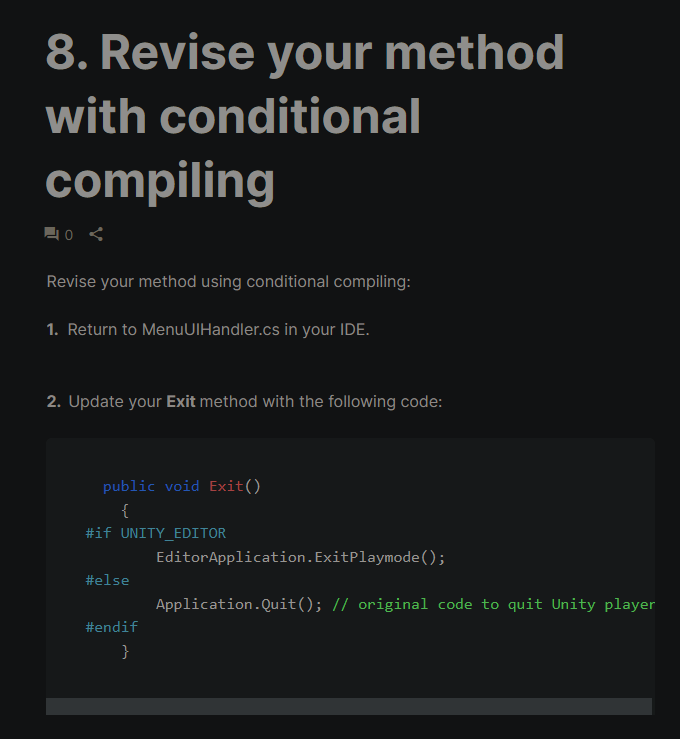 8. Revise your method
with conditional
compiling
0
Revise your method using conditional compiling:
1. Return to MenuUIHandler.cs in your IDE.
2. Update your Exit method with the following code:
public void Exit()
{
#if UNITY_EDITOR
EditorApplication.ExitPlaymode();
#else
Application.Quit(); // original code to quit Unity player
#endif
}